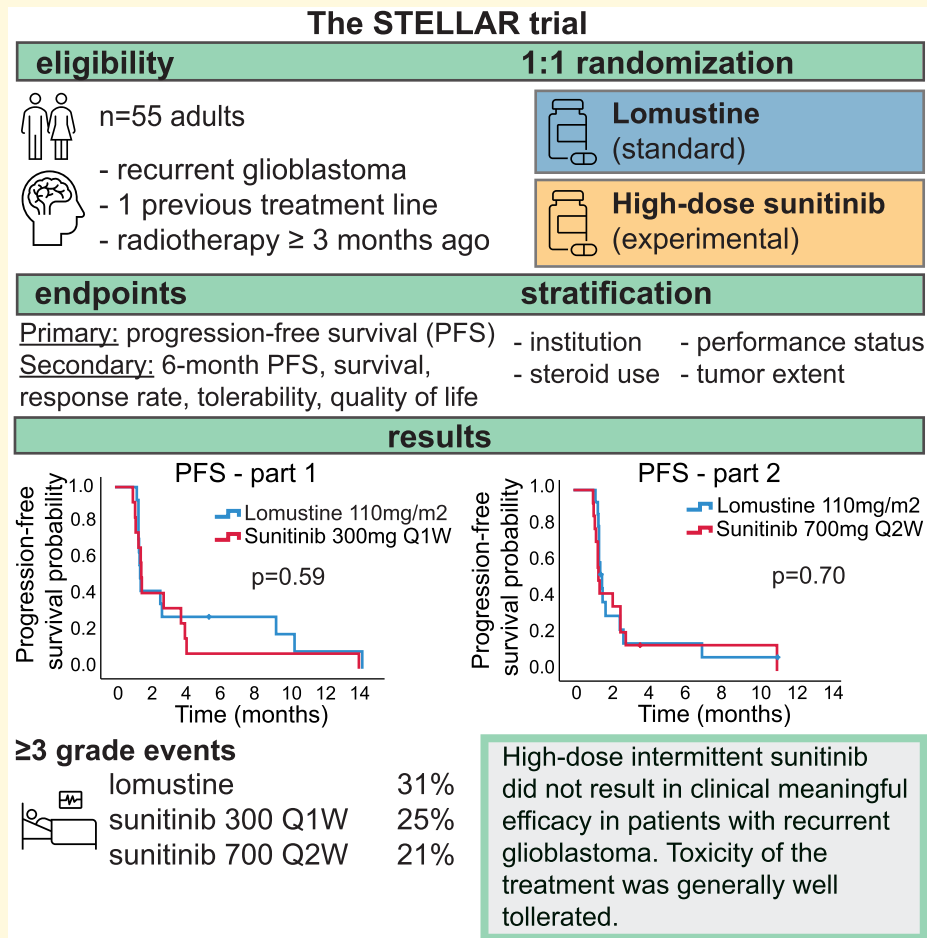 The STELLAR trial
eligibility
1:1 randomization
n=55 adults
- recurrent glioblastoma
- 1 previous treatment line
- radiotherapy ≥ 3 months ago
Lomustine
(standard)
High-dose sunitinib
(experimental)
endpoints
stratification
Primary: progression-free survival (PFS)
Secondary: 6-month PFS, survival,
response rate, tolerability, quality of life
- institution
- performance status
- steroid use
- tumor extent
results
PFS - part 1
Progression-free
survival probability
1.0
0.8
0.6
0.4
0.2
0.0
Lomustine 110mg/m2
Sunitinib 300mg Q1W
p=0.59
0 2 4 6 8 10 12 14
Time (months)
PFS - part 2
Progression-free
survival probability
1.0
0.8
0.6
0.4
0.2
0.0
Lomustine 110mg/m2
Sunitinib 700mg Q2W
p=0.70
0 2 4 6 8 10 12 14
Time (months)
≥3 grade events
lomustine 31%
sunitinib 300 Q1W 25%
sunitinib 700 Q2W 21%
High-dose intermittent sunitinib
did not result in clinical meaningful
efficacy in patients with recurrent
glioblastoma. Toxicity of the
treatment was generally well
tollerated.